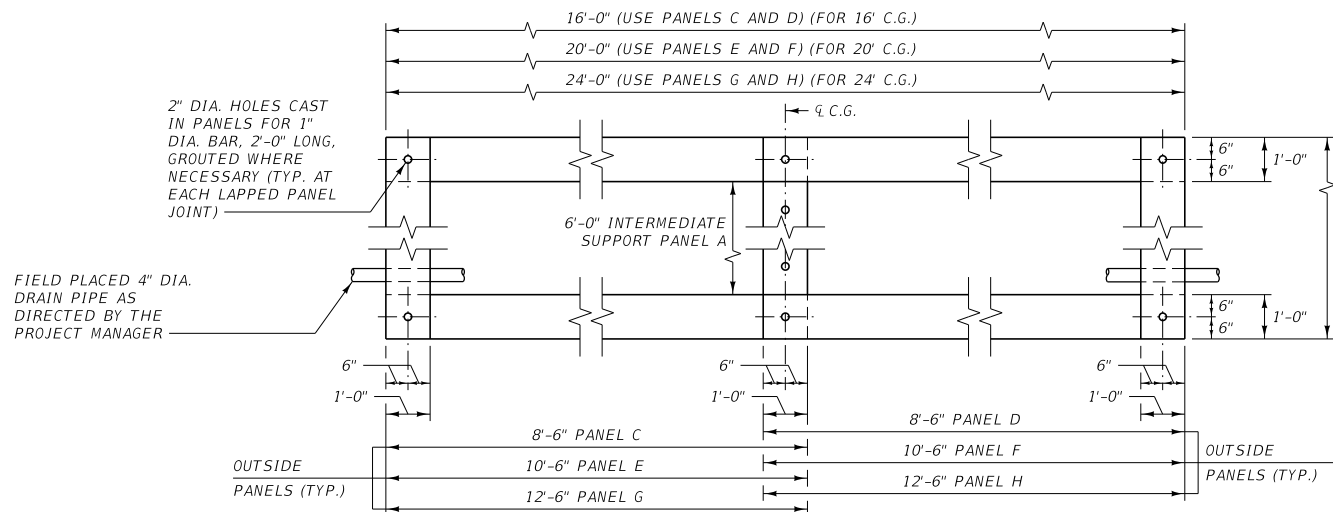 16'-0" (USE PANELS C AND D) (FOR 16' C.G.)
20'-0" (USE PANELS E AND F) (FOR 20' C.G.)
24'-0" (USE PANELS G AND H) (FOR 24' C.G.)
2" DIA. HOLES CAST
IN PANELS FOR 1"
DIA. BAR, 2'-0" LONG,
GROUTED WHERE
NECESSARY (TYP. AT
EACH LAPPED PANEL
JOINT)
℄ C.G.
6"
6"
1'-0"
6'-0" INTERMEDIATE
SUPPORT PANEL A
FIELD PLACED 4" DIA.
DRAIN PIPE AS
DIRECTED BY THE
PROJECT MANAGER
6"
6"
1'-0"
6"
6"
6"
1'-0"
1'-0"
1'-0"
8'-6" PANEL D
8'-6" PANEL C
10'-6" PANEL F
OUTSIDE
PANELS (TYP.)
10'-6" PANEL E
12'-6" PANEL H
OUTSIDE
PANELS (TYP.)
12'-6" PANEL G